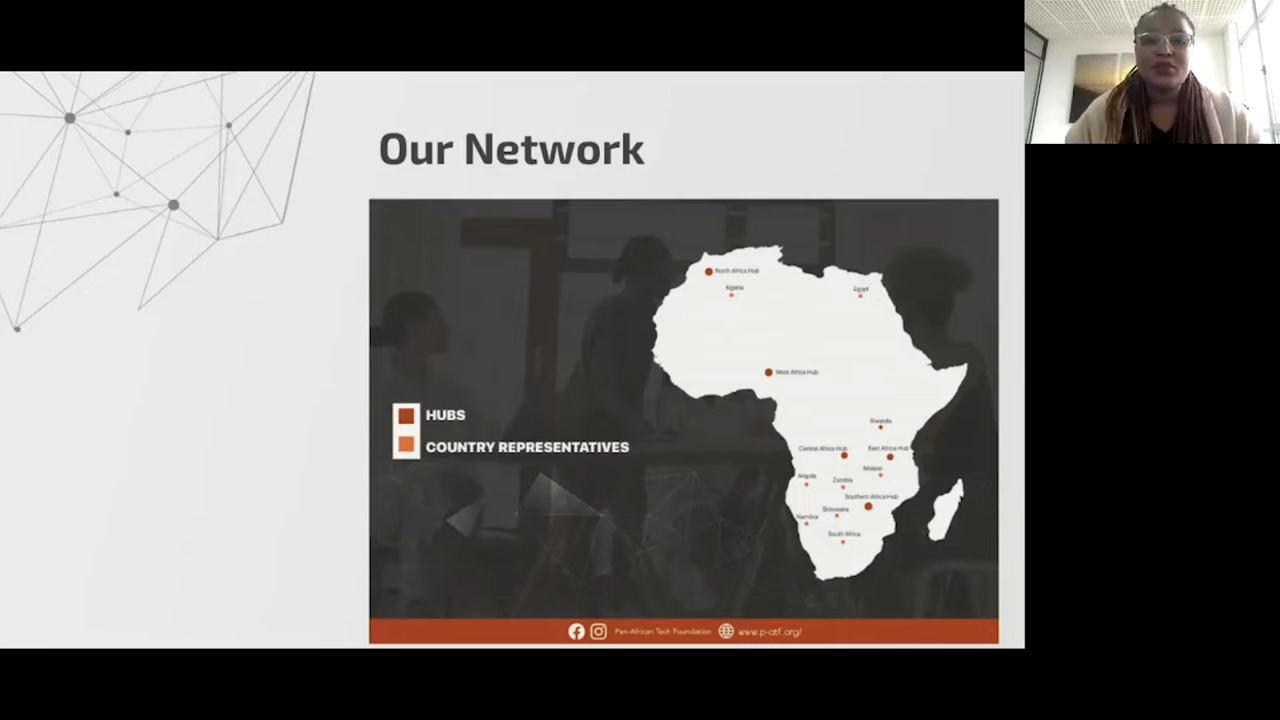 Our Network
North Africa Hub
Algeria
Egypt
West Africa Hub
HUBS
COUNTRY REPRESENTATIVES
Rwanda
Central Africa Hub
East Africa Hub
Malawi
Angola
Zambia
Southern Africa Hub
Botswana
Namibia
South Africa
Pan-African Tech Foundation
www.p-atf.org/